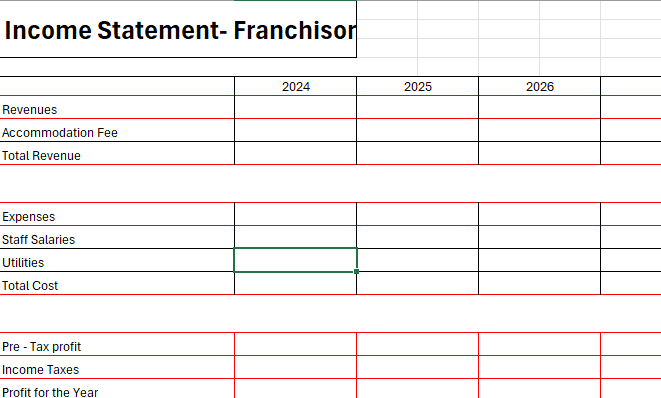 Income Statement- Franchisor
2024 2025 2026
Revenues
Accommodation Fee
Total Revenue
Expenses
Staff Salaries
Utilities
Total Cost
Pre - Tax profit
Income Taxes
Profit for the Year